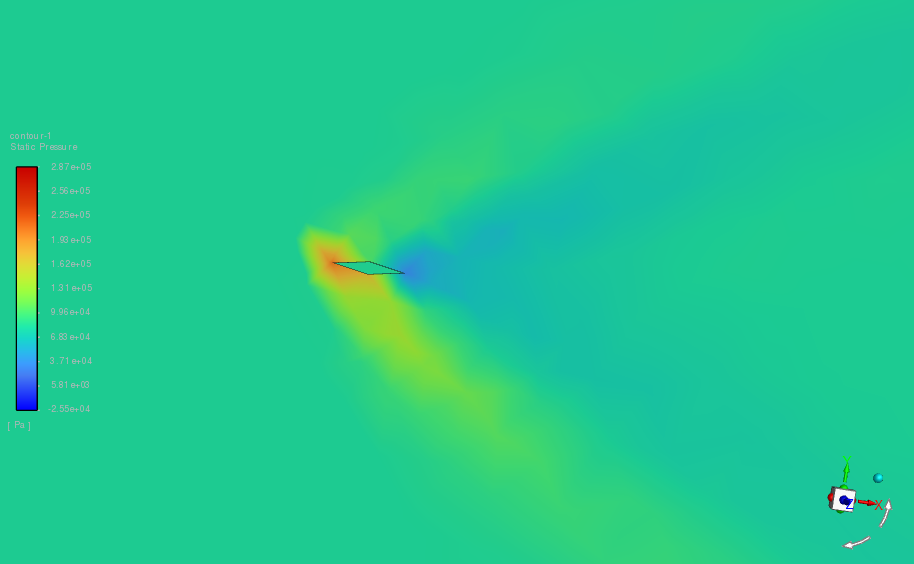 contour-1
Static Pressure
2.87e+05
2.56e+05
2.25e+05
1.93e+05
1.62e+05
1.31e+05
9.96e+04
6.83e+04
3.71e+04
5.81e+03
-2.55e+04
[ Pa ]
Y
X
Z